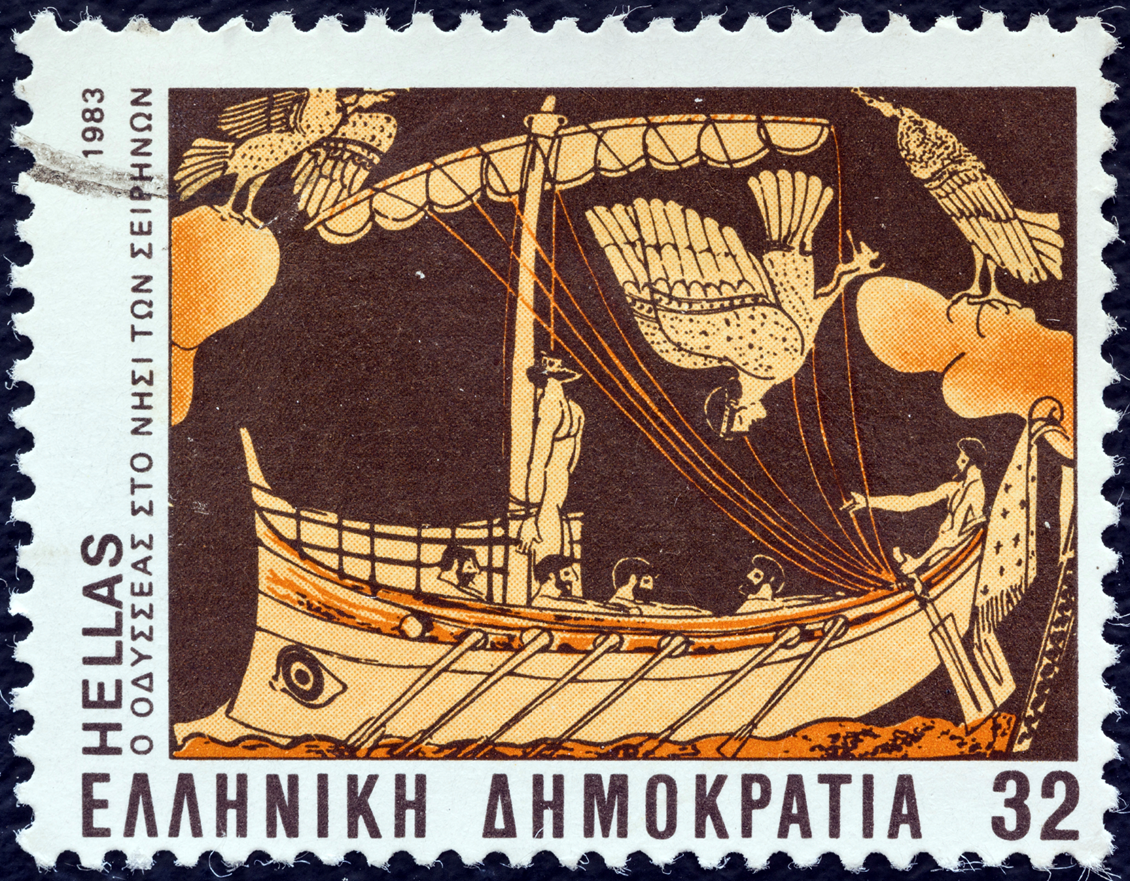 1983
HELLAS
Ο ΟΔΥΣΣΕΑΣ ΣΤΟ ΝΗΣΙ ΤΩΝ ΣΕΙΡΗΝΩΝ
ΕΛΛΗΝΙΚΗ ΔΗΜΟΚΡΑΤΙΑ 32